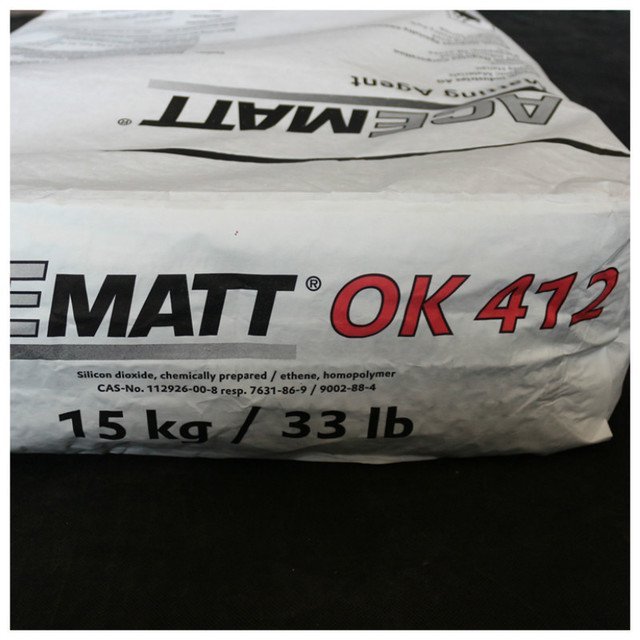 Matting Agent
ACEMATT®
EMATT® OK 412
Silicon dioxide, chemically prepared / ethene, homopolymer
CAS-No. 112926-00-8 resp. 7631-86-9 / 9002-88-4
15 kg / 33 lb